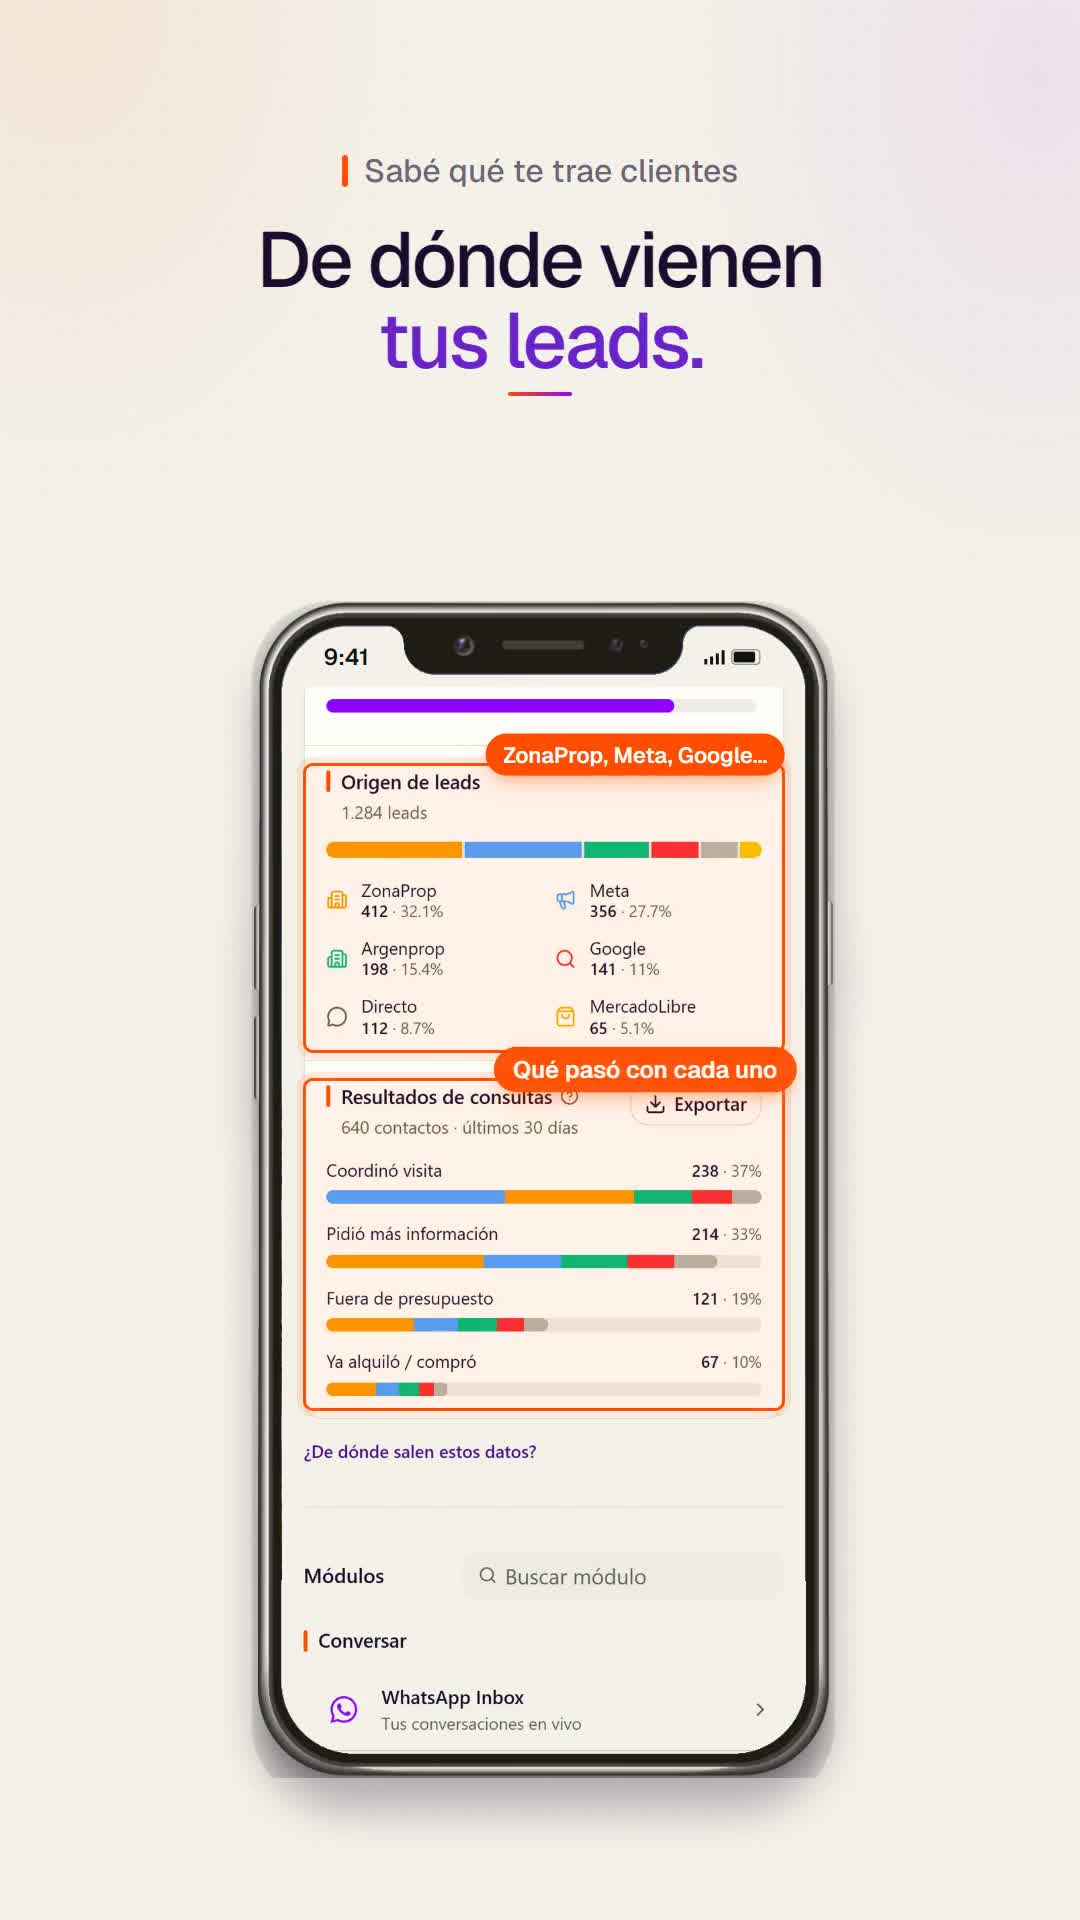 Sabé qué te trae clientes
De dónde vienen
tus leads.
9:41
ZonaProp, Meta, Google...
Origen de leads
1.284 leads
ZonaProp
412 · 32.1%
Meta
356 · 27.7%
Argenprop
198 · 15.4%
Google
141 · 11%
Directo
112 · 8.7%
MercadoLibre
65 · 5.1%
Qué pasó con cada uno
Resultados de consultas
Exportar
640 contactos · últimos 30 días
Coordinó visita
238 · 37%
Pidió más información
214 · 33%
Fuera de presupuesto
121 · 19%
Ya alquiló / compró
67 · 10%
¿De dónde salen estos datos?
Módulos
Buscar módulo
Conversar
WhatsApp Inbox
Tus conversaciones en vivo